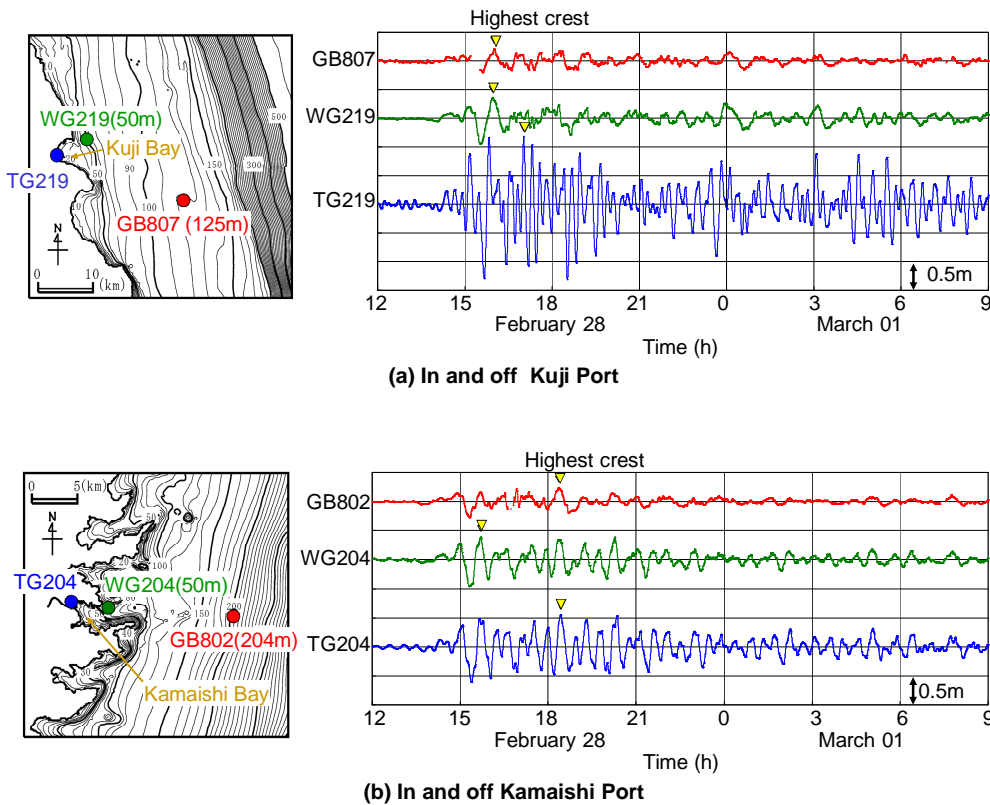 Highest crest
GB807
WG219
TG219
0.5m
12 15 18 21 0 3 6 9
February 28 March 01
Time (h)
WG219(50m)
Kuji Bay
TG219
GB807 (125m)
N
0 10
(km)
10
50
90
150
300
500
(a) In and off Kuji Port
Highest crest
GB802
WG204
TG204
0.5m
12 15 18 21 0 3 6 9
February 28 March 01
Time (h)
0 5(km)
N
TG204
WG204(50m)
100
150
200
GB802(204m)
Kamaishi Bay
50
(b) In and off Kamaishi Port